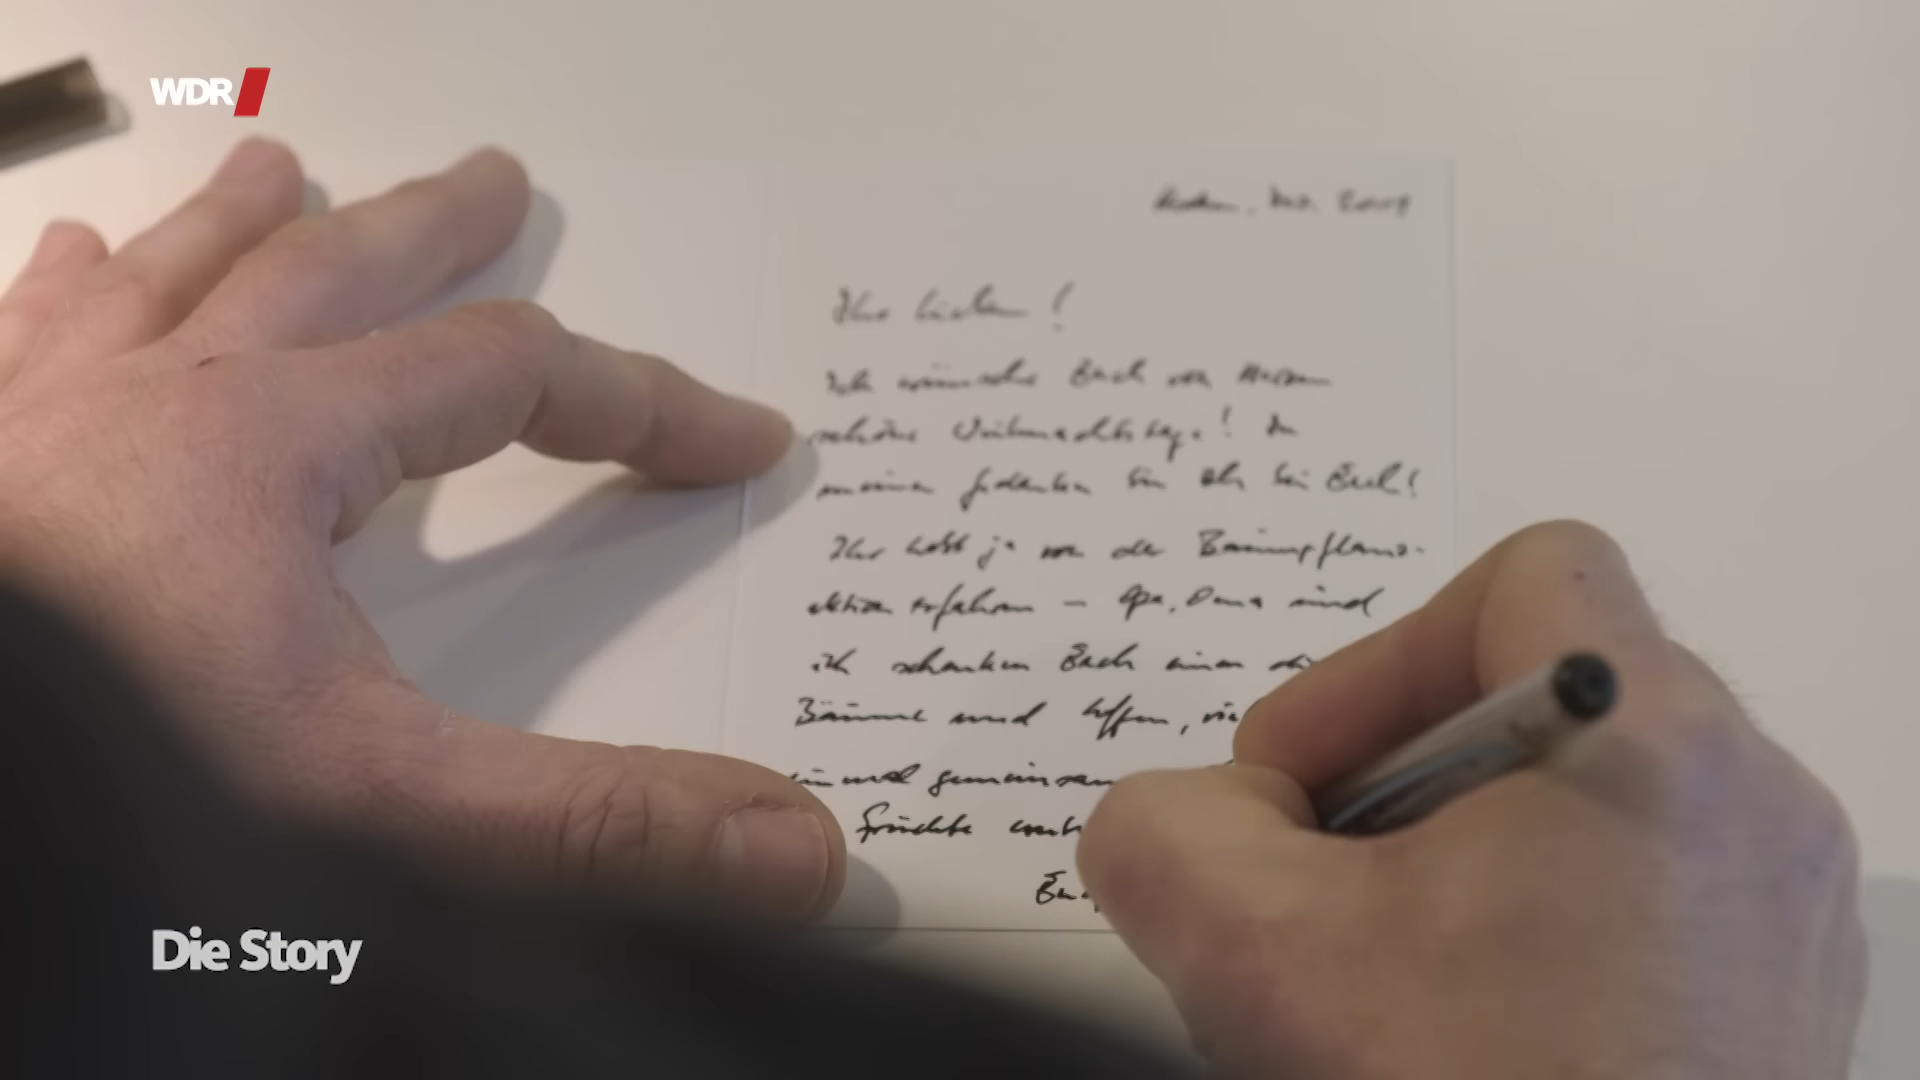 WDR
Ihr Lieben!
Ich wünsche Euch von Herzen
schöne Weihnachtstage! In
meinen Gedanken bin ich bei Euch!
Ihr habt ja von der Baumpflanz-
aktion erfahren – Opa, Oma und
ich schenken Euch einen
Bäume und hoffen,
gemeinsam
Früchte
Die Story